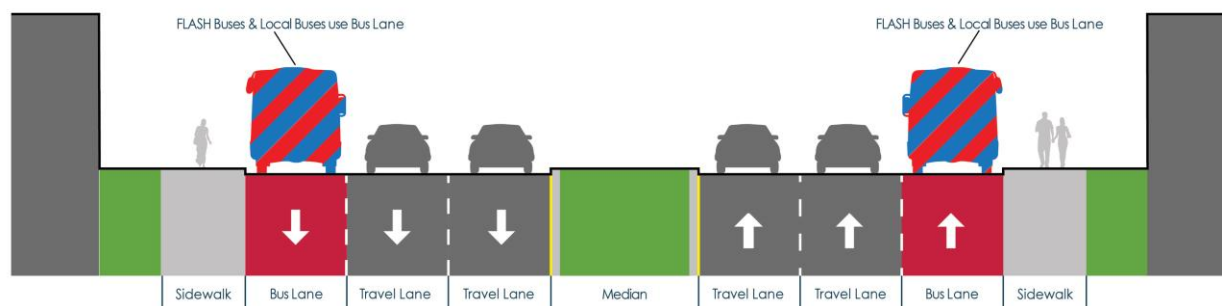 FLASH Buses & Local Buses use Bus Lane
FLASH Buses & Local Buses use Bus Lane
Sidewalk
Bus Lane
Travel Lane
Travel Lane
Median
Travel Lane
Travel Lane
Bus Lane
Sidewalk